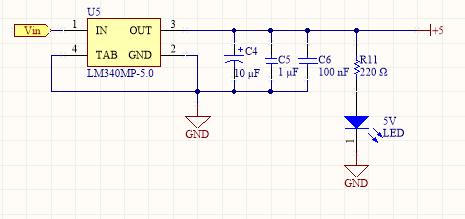 U5
Vin
1
IN
OUT
3
+5
4
TAB
GND
2
LM340MP-5.0
+
C4
10 µF
C5
1 µF
C6
100 nF
R11
220 Ω
GND
5V
LED
1
GND